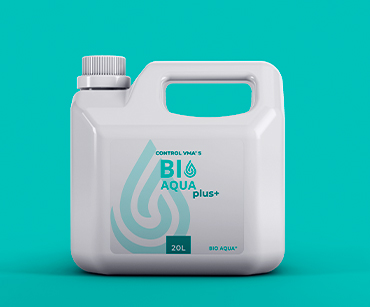 CONTROL VMA'S
BIO
AQUA
plus+
20L
BIO AQUA®